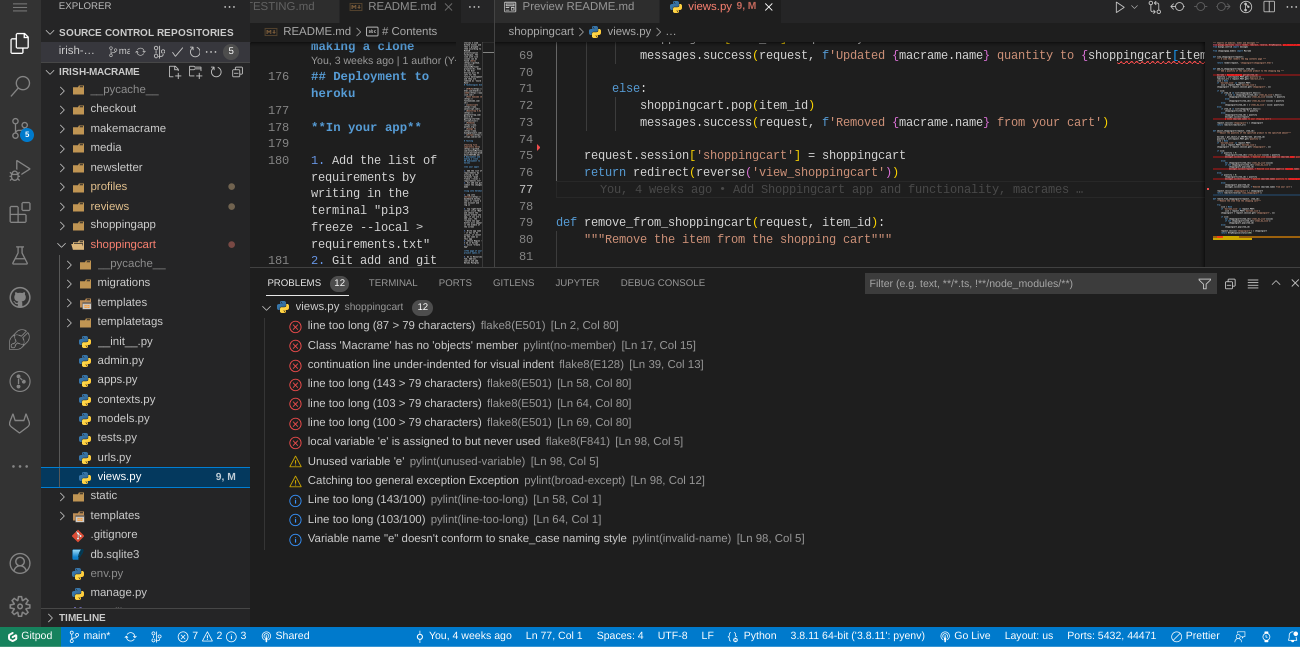 EXPLORER
SOURCE CONTROL REPOSITORIES
irish-... ma 5
IRISH-MACRAME
__pycache__
checkout
makemacrame
media
newsletter
profiles
reviews
shoppingapp
shoppingcart
__pycache__
migrations
templates
templatetags
__init__.py
admin.py
apps.py
contexts.py
models.py
tests.py
urls.py
views.py 9, M
static
templates
.gitignore
db.sqlite3
env.py
manage.py
TIMELINE
5
TESTING.md README.md
README.md > # Contents
making a clone
You, 3 weeks ago | 1 author (Y
176 ## Deployment to
heroku
177
178 **In your app**
179
180 1. Add the list of
requirements by
writing in the
terminal "pip3
freeze --local >
requirements.txt"
181 2. Git add and git
Preview README.md views.py 9, M
shoppingcart > views.py > ...
69 messages.success(request, f'Updated {macrame.name} quantity to {shoppingcart[item
70
71 else:
72 shoppingcart.pop(item_id)
73 messages.success(request, f'Removed {macrame.name} from your cart')
74
75 request.session['shoppingcart'] = shoppingcart
76 return redirect(reverse('view_shoppingcart'))
77 You, 4 weeks ago • Add Shoppingcart app and functionality, macrames …
78
79 def remove_from_shoppingcart(request, item_id):
80 """Remove the item from the shopping cart"""
81
PROBLEMS 12 TERMINAL PORTS GITLENS JUPYTER DEBUG CONSOLE
Filter (e.g. text, **/*.ts, !**/node_modules/**)
views.py shoppingcart 12
line too long (87 > 79 characters) flake8(E501) [Ln 2, Col 80]
Class 'Macrame' has no 'objects' member pylint(no-member) [Ln 17, Col 15]
continuation line under-indented for visual indent flake8(E128) [Ln 39, Col 13]
line too long (143 > 79 characters) flake8(E501) [Ln 58, Col 80]
line too long (103 > 79 characters) flake8(E501) [Ln 64, Col 80]
line too long (100 > 79 characters) flake8(E501) [Ln 69, Col 80]
local variable 'e' is assigned to but never used flake8(F841) [Ln 98, Col 5]
Unused variable 'e' pylint(unused-variable) [Ln 98, Col 5]
Catching too general exception Exception pylint(broad-except) [Ln 98, Col 12]
Line too long (143/100) pylint(line-too-long) [Ln 58, Col 1]
Line too long (103/100) pylint(line-too-long) [Ln 64, Col 1]
Variable name "e" doesn't conform to snake_case naming style pylint(invalid-name) [Ln 98, Col 5]
Gitpod main* 7 2 3 Shared You, 4 weeks ago Ln 77, Col 1 Spaces: 4 UTF-8 LF Python 3.8.11 64-bit ('3.8.11': pyenv) Go Live Layout: us Ports: 5432, 44471 Prettier